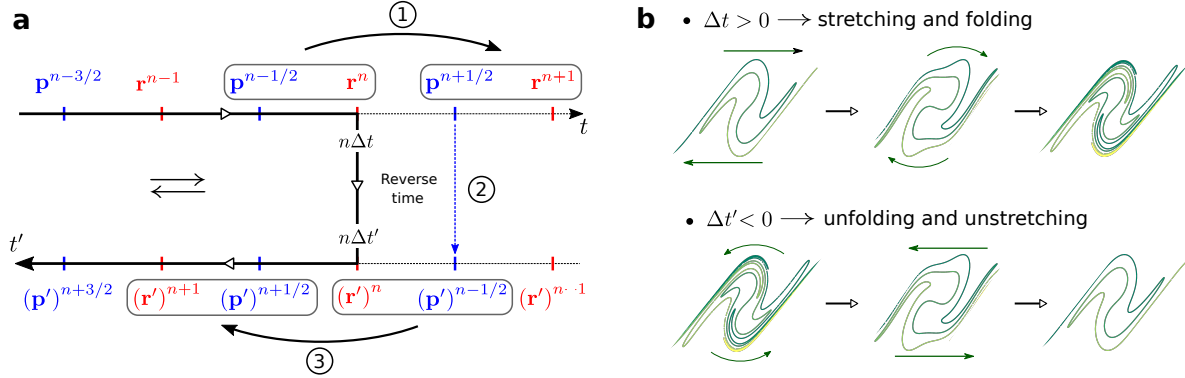 a
①
p^{n−3/2} r^{n−1} p^{n−1/2} r^n p^{n+1/2} r^{n+1}
t
nΔt
Reverse
time
②
nΔt′
t′
(p′)^{n+3/2} (r′)^{n+1} (p′)^{n+1/2} (r′)^n (p′)^{n−1/2}
③
b
• Δt > 0 ⟶ stretching and folding
• Δt′ < 0 ⟶ unfolding and unstretching